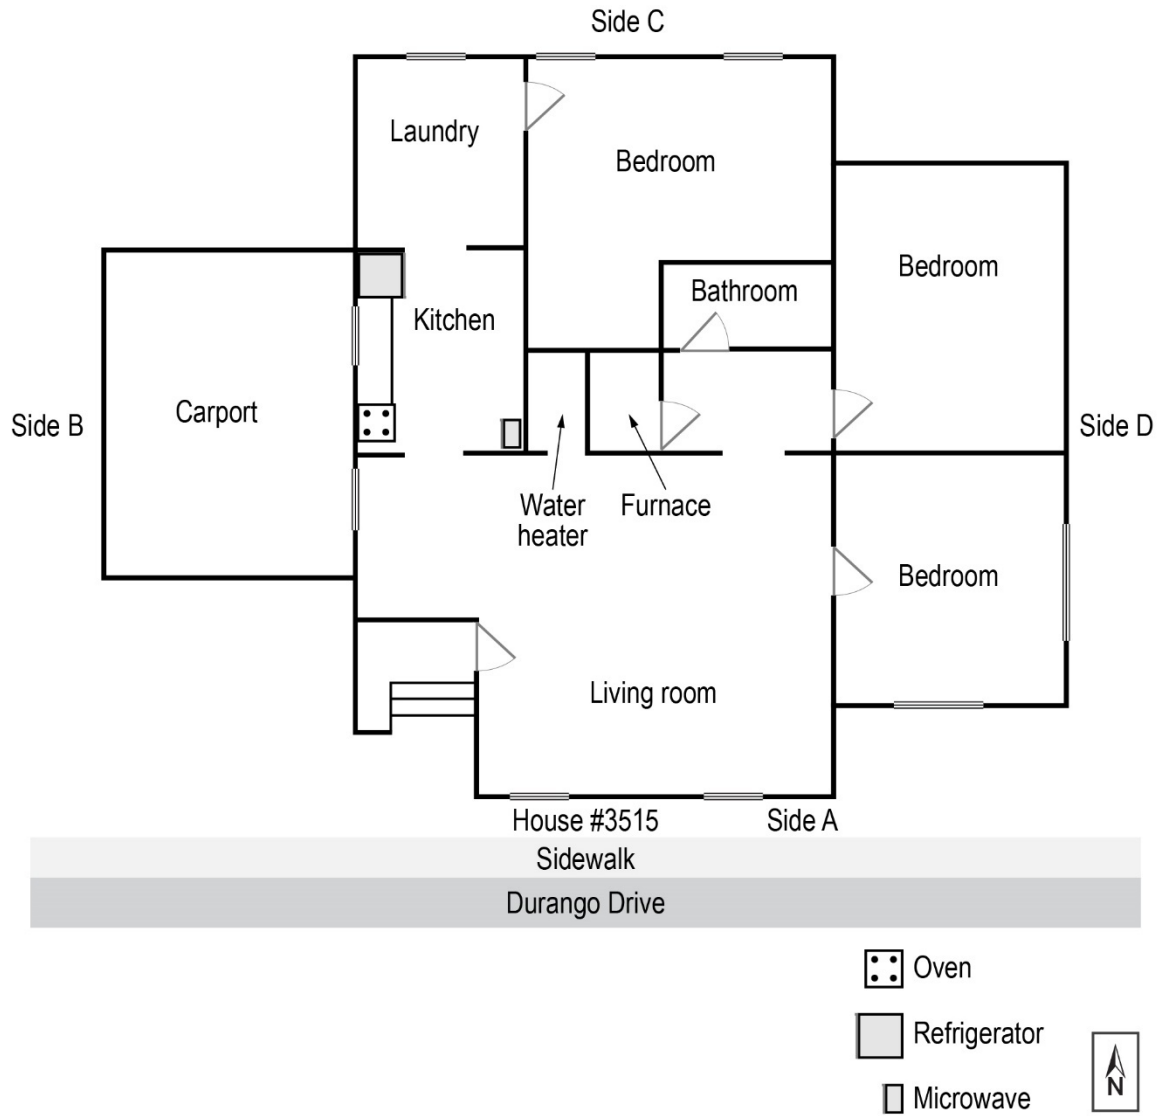 Side C
Laundry
Bedroom
Bedroom
Bathroom
Kitchen
Carport
Side B
Side D
Water
heater
Furnace
Bedroom
Living room
House #3515
Side A
Sidewalk
Durango Drive
Oven
Refrigerator
Microwave
N